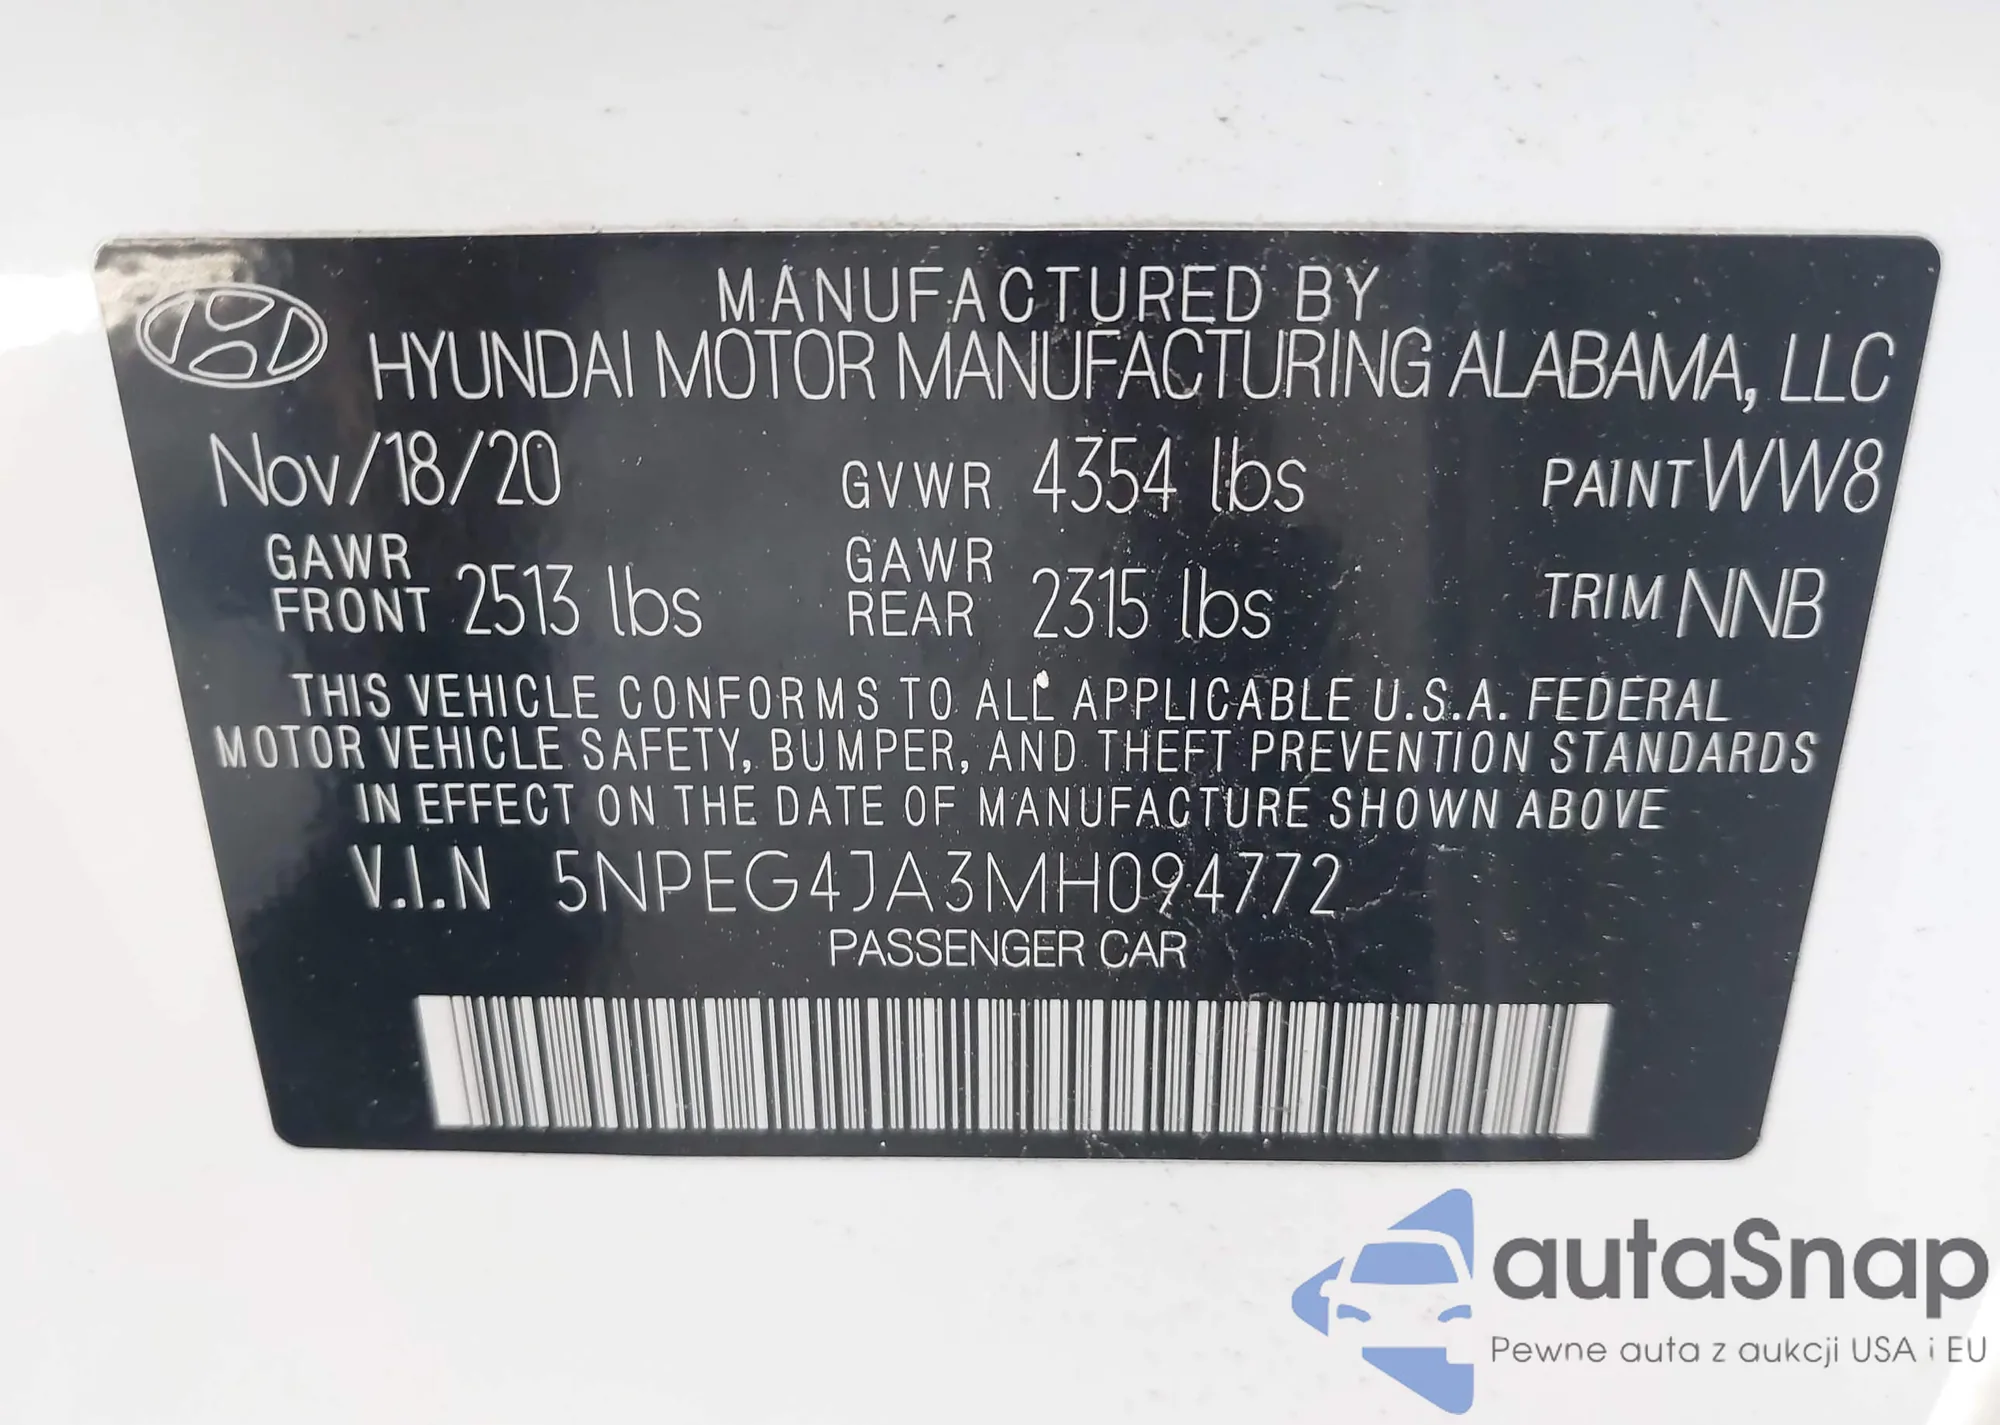 MANUFACTURED BY
HYUNDAI MOTOR MANUFACTURING ALABAMA, LLC
Nov/18/20 GVWR 4354 lbs PAINT WW8
GAWR FRONT 2513 lbs GAWR REAR 2315 lbs TRIM NNB
THIS VEHICLE CONFORMS TO ALL APPLICABLE U.S.A. FEDERAL
MOTOR VEHICLE SAFETY, BUMPER, AND THEFT PREVENTION STANDARDS
IN EFFECT ON THE DATE OF MANUFACTURE SHOWN ABOVE
V.I.N 5NPEG4JA3MH094772
PASSENGER CAR
autaSnap
Pewne auta z aukcji USA i EU